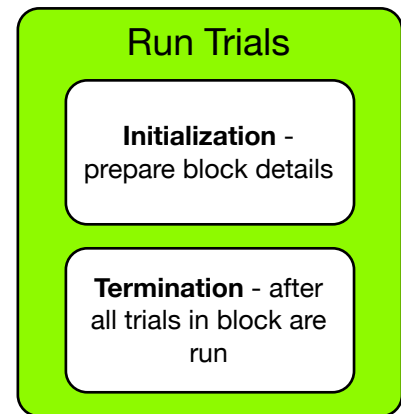 Run Trials
Initialization -
prepare block details
Termination - after
all trials in block are
run